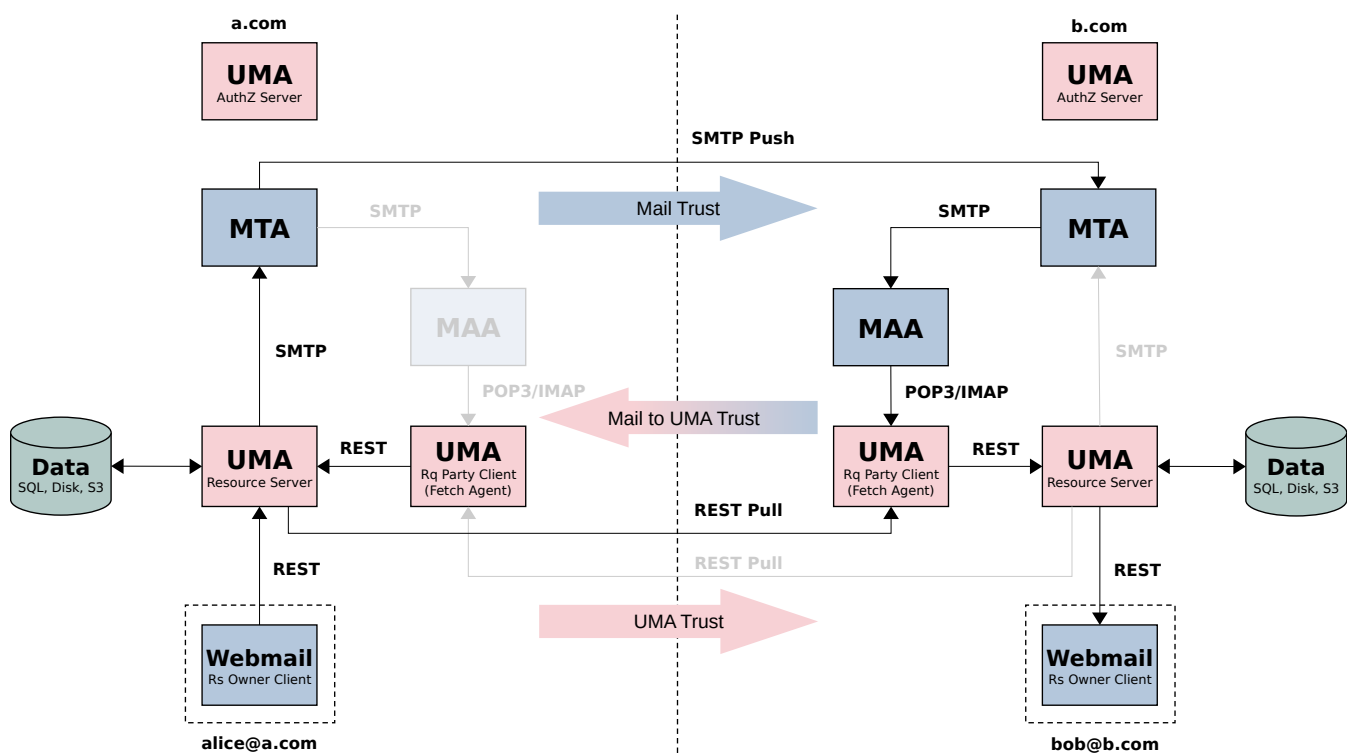 a.com
b.com
UMA
AuthZ Server
UMA
AuthZ Server
SMTP Push
MTA
SMTP
Mail Trust
SMTP
MTA
MAA
MAA
SMTP
SMTP
POP3/IMAP
Mail to UMA Trust
POP3/IMAP
Data
SQL, Disk, S3
UMA
Resource Server
REST
UMA
Rq Party Client
(Fetch Agent)
UMA
Rq Party Client
(Fetch Agent)
REST
UMA
Resource Server
Data
SQL, Disk, S3
REST Pull
REST Pull
REST
REST
UMA Trust
Webmail
Rs Owner Client
Webmail
Rs Owner Client
alice@a.com
bob@b.com